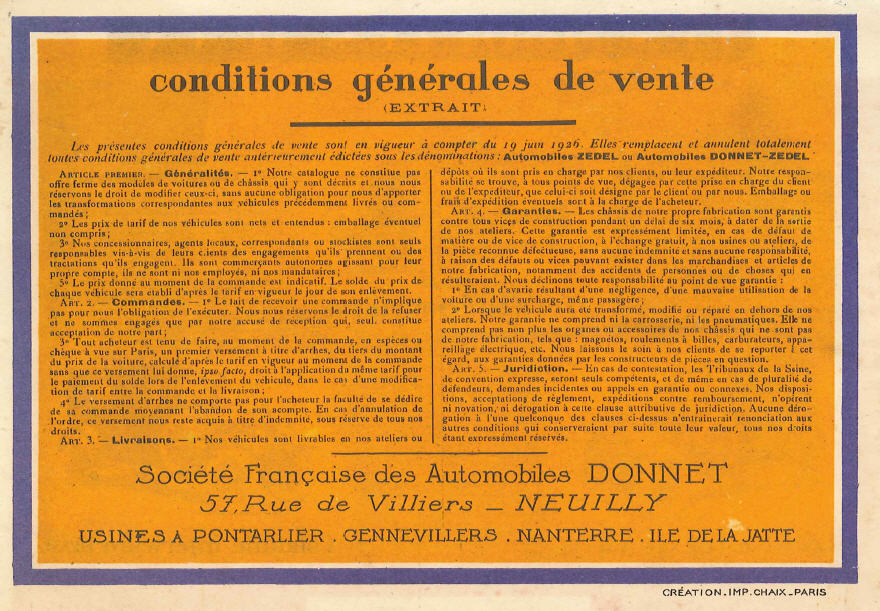 conditions générales de vente
(EXTRAIT)
Les présentes conditions générales de vente sont en vigueur à compter du 19 juin 1926. Elles remplacent et annulent totalement
toutes conditions générales de vente antérieurement édictées sous les dénominations : Automobiles ZEDEL ou Automobiles DONNET-ZEDEL
ARTICLE PREMIER. — Généralités. — 1º Notre catalogue ne constitue pas
offre ferme des modèles de voitures ou de châssis qui y sont décrits et nous nous
réservons le droit de modifier ceux-ci, sans aucune obligation pour nous d'apporter
les transformations correspondantes aux véhicules précédemment livrés ou com-
mandés ;
2º Les prix de tarif de nos véhicules sont nets et entendus : emballage éventuel
non compris ;
3º Nos concessionnaires, agents locaux, correspondants ou stockistes sont seuls
responsables vis-à-vis de leurs clients des engagements qu'ils prennent ou des
tractations qu'ils engagent. Ils sont commerçants autonomes agissant pour leur
propre compte, ils ne sont ni nos employés, ni nos mandataires ;
5º Le prix donné au moment de la commande est indicatif. Le solde du prix de
chaque véhicule sera établi d'après le tarif en vigueur le jour de son enlèvement.
ART. 2. — Commandes. — 1º Le fait de recevoir une commande n'implique
pas pour nous l'obligation de l'exécuter. Nous nous réservons le droit de la refuser
et ne sommes engagés que par notre accusé de réception qui, seul, constitue
acceptation de notre part ;
3º Tout acheteur est tenu de faire, au moment de la commande, en espèces ou
chèque à vue sur Paris, un premier versement à titre d'arrhes, du tiers du montant
du prix de la voiture, calculé d'après le tarif en vigueur au moment de la commande
sans que ce versement lui donne, ipso facto, droit à l'application du même tarif pour
le paiement du solde lors de l'enlèvement du véhicule, dans le cas d'une modifica-
tion de tarif entre la commande et la livraison ;
4º Le versement d'arrhes ne comporte pas pour l'acheteur la faculté de se dédire
de sa commande moyennant l'abandon de son acompte. En cas d'annulation de
l'ordre, ce versement nous reste acquis à titre d'indemnité, sous réserve de tous nos
droits.
ART. 3. — Livraisons. — 1º Nos véhicules sont livrables en nos ateliers ou
dépôts où ils sont pris en charge par nos clients, ou leur expéditeur. Notre respon-
sabilité se trouve, à tous points de vue, dégagée par cette prise en charge du client
ou de l'expéditeur, que celui-ci soit désigné par le client ou par nous. Emballage ou
frais d'expédition éventuels sont à la charge de l'acheteur.
ART. 4. — Garanties. — Les châssis de notre propre fabrication sont garantis
contre tous vices de construction pendant un délai de six mois, à dater de la sortie
de nos ateliers. Cette garantie est expressément limitée, en cas de défaut de
matière ou de vice de construction, à l'échange gratuit, à nos usines ou ateliers, de
la pièce reconnue défectueuse, sans aucune indemnité et sans aucune responsabilité,
à raison des défauts ou vices pouvant exister dans les marchandises et articles de
notre fabrication, notamment des accidents de personnes ou de choses qui en
résulteraient. Nous déclinons toute responsabilité au point de vue garantie :
1º En cas d'avarie résultant d'une négligence, d'une mauvaise utilisation de la
voiture ou d'une surcharge, même passagère ;
2º Lorsque le véhicule aura été transformé, modifié ou réparé en dehors de nos
ateliers. Notre garantie ne comprend ni la carrosserie, ni les pneumatiques. Elle ne
comprend pas non plus les organes ou accessoires de nos châssis qui ne sont pas
de notre fabrication, tels que : magnétos, roulements à billes, carburateurs, appa-
reillage électrique, etc. Nous laissons le soin à nos clients de se reporter à cet
égard, aux garanties données par les constructeurs de pièces en question.
ART. 5. — Juridiction. — En cas de contestation, les Tribunaux de la Seine,
de convention expresse, seront seuls compétents, et de même en cas de pluralité de
défendeurs, demandes incidentes ou appels en garantie ou connexes. Nos disposi-
tions, acceptations de règlement, expéditions contre remboursement, n'opèrent
ni novation, ni dérogation à cette clause attributive de juridiction. Aucune déro-
gation à l'une quelconque des clauses ci-dessus n'entraînerait renonciation aux
autres conditions qui conserveraient par suite toute leur valeur, tous nos droits
étant expressément réservés.
Société Française des Automobiles DONNET
57, Rue de Villiers — NEUILLY
USINES A PONTARLIER . GENNEVILLERS . NANTERRE . ILE DE LA JATTE
CRÉATION.IMP.CHAIX_PARIS